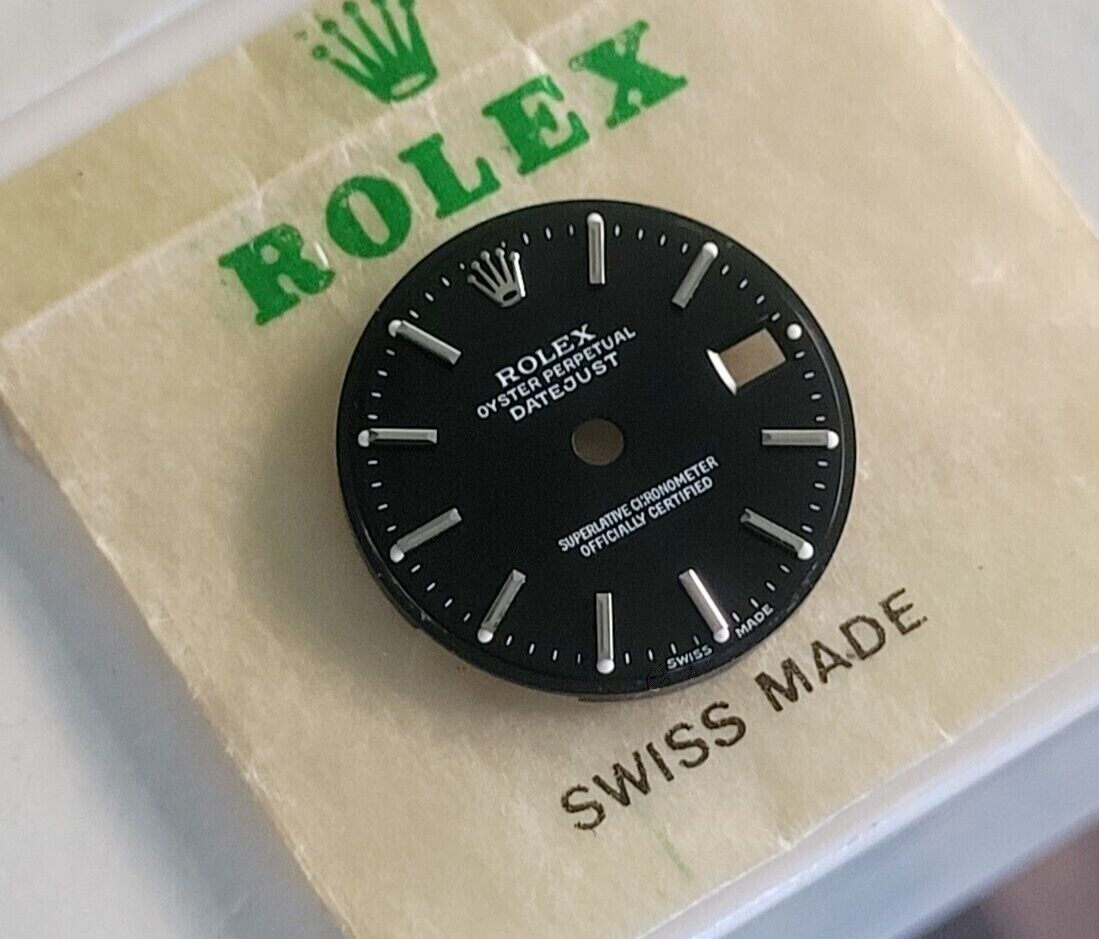 ROLEX
ROLEX
OYSTER PERPETUAL
DATEJUST
SUPERLATIVE CHRONOMETER
OFFICIALLY CERTIFIED
SWISS MADE
SWISS MADE